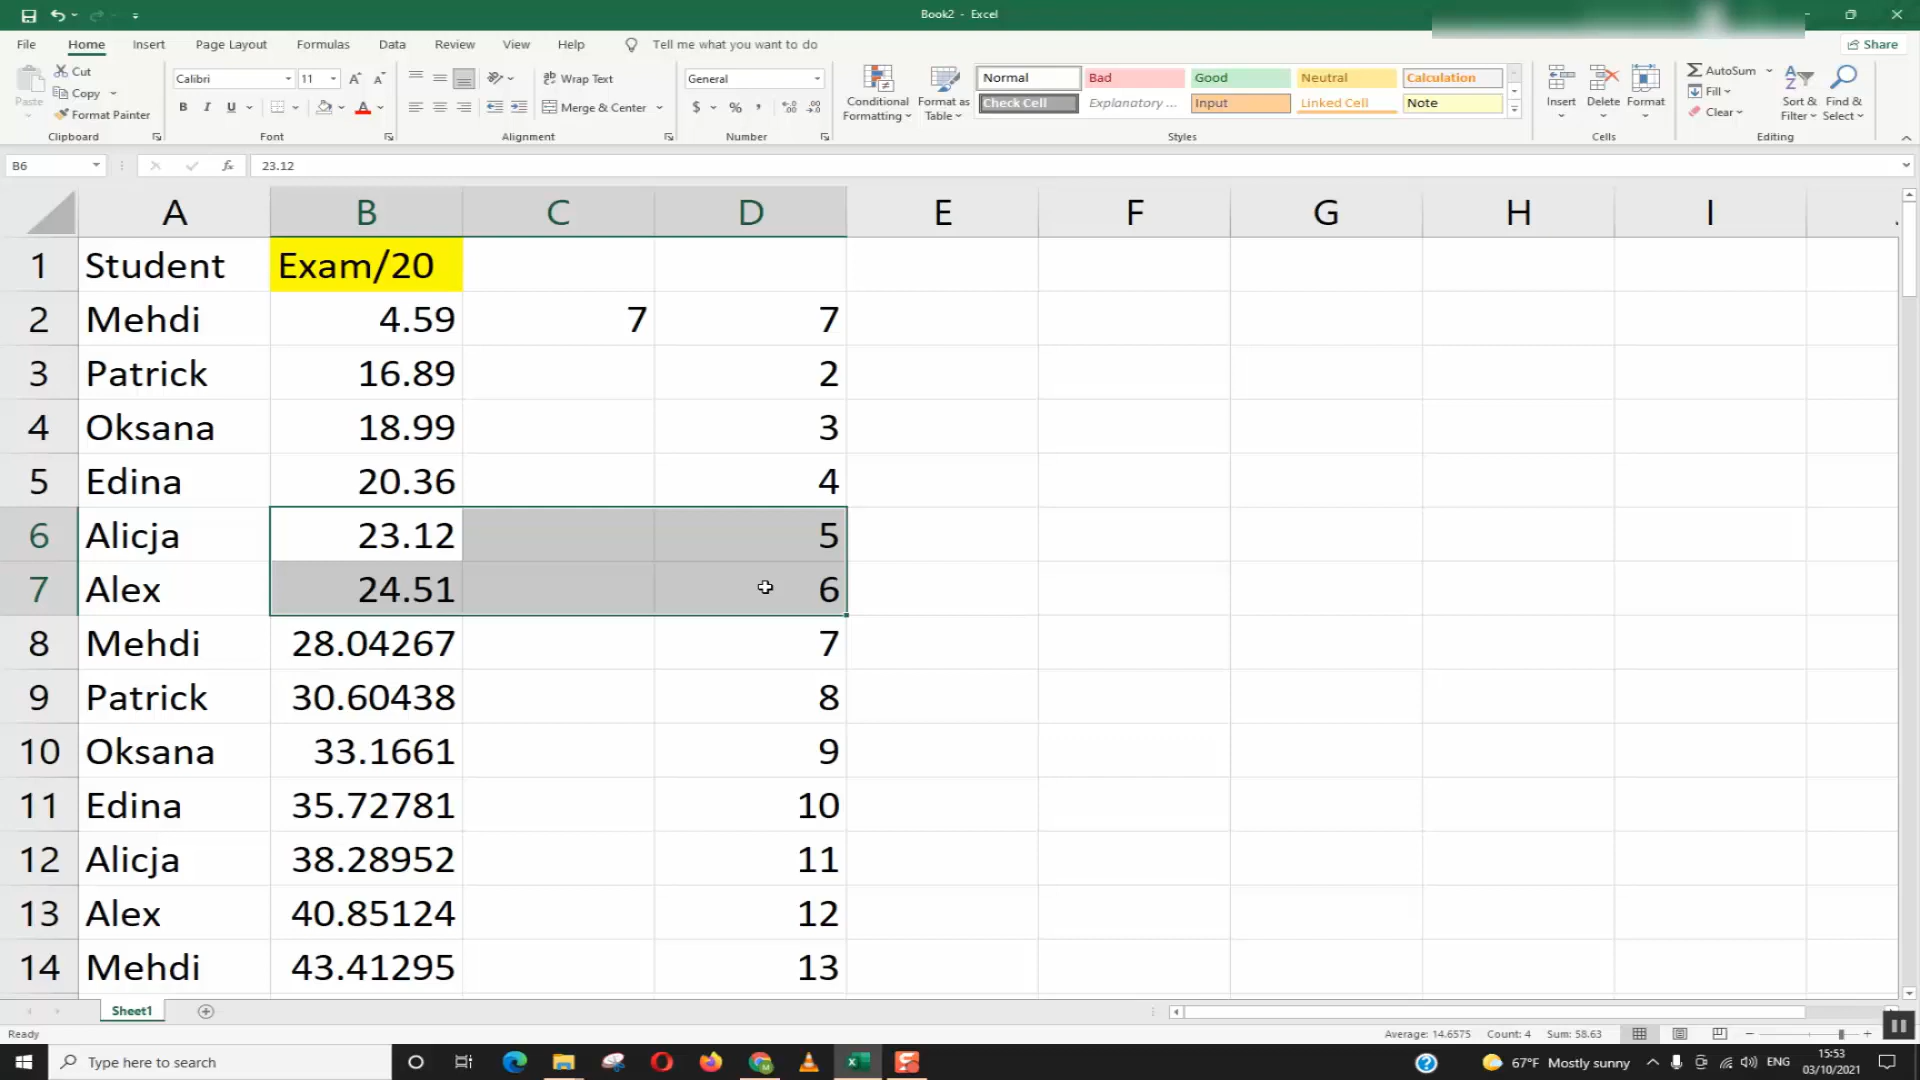 Book2 - Excel
File Home Insert Page Layout Formulas Data Review View Help Tell me what you want to do Share
Paste Cut Copy Format Painter Clipboard
Calibri 11 B I U Font
Wrap Text Merge & Center Alignment
General $ % , Number
Conditional Formatting Format as Table
Normal Bad Good Neutral Calculation
Check Cell Explanatory ... Input Linked Cell Note
Styles
Insert Delete Format Cells
AutoSum Fill Clear Sort & Filter Find & Select Editing
B6 fx 23.12
A B C D E F G H I
1 Student Exam/20
2 Mehdi 4.59 7 7
3 Patrick 16.89 2
4 Oksana 18.99 3
5 Edina 20.36 4
6 Alicja 23.12 5
7 Alex 24.51 6
8 Mehdi 28.04267 7
9 Patrick 30.60438 8
10 Oksana 33.1661 9
11 Edina 35.72781 10
12 Alicja 38.28952 11
13 Alex 40.85124 12
14 Mehdi 43.41295 13
Sheet1
Ready Average: 14.6575 Count: 4 Sum: 58.63
Type here to search 67°F Mostly sunny ENG 15:53
03/10/2021